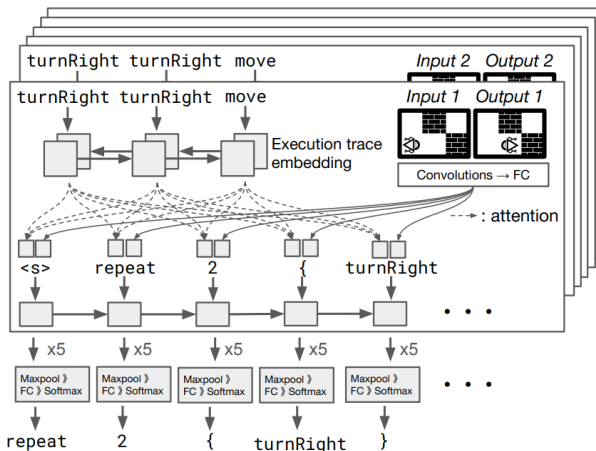 turnRight turnRight move
Input 2 Output 2
turnRight turnRight move
Input 1 Output 1
Execution trace
embedding
Convolutions → FC
: attention
<s> repeat 2 { turnRight
. . .
x5 x5 x5 x5 x5
Maxpool 》 Maxpool 》 Maxpool 》 Maxpool 》 Maxpool 》
FC 》Softmax FC 》Softmax FC 》Softmax FC 》Softmax FC 》Softmax
. . .
repeat 2 { turnRight }